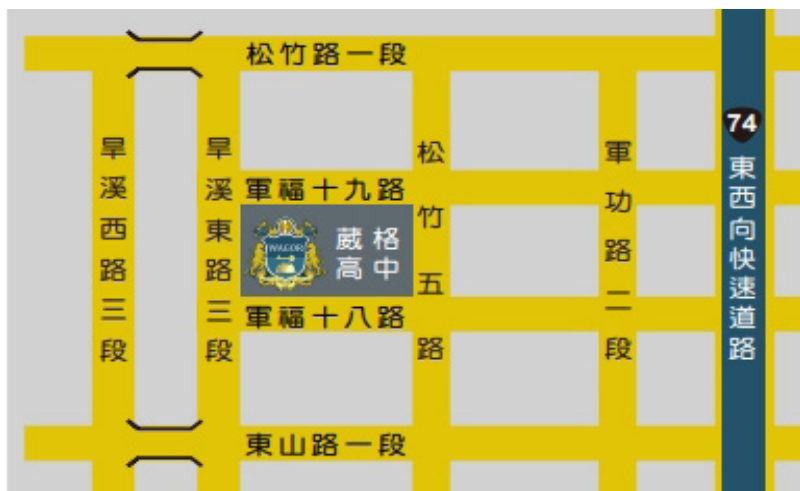 松竹路一段
旱溪西路三段
旱溪東路三段
松竹五路
軍功路二段
74
東西向快速道路
軍福十九路
WAGOR
葳格
高中
軍福十八路
東山路一段